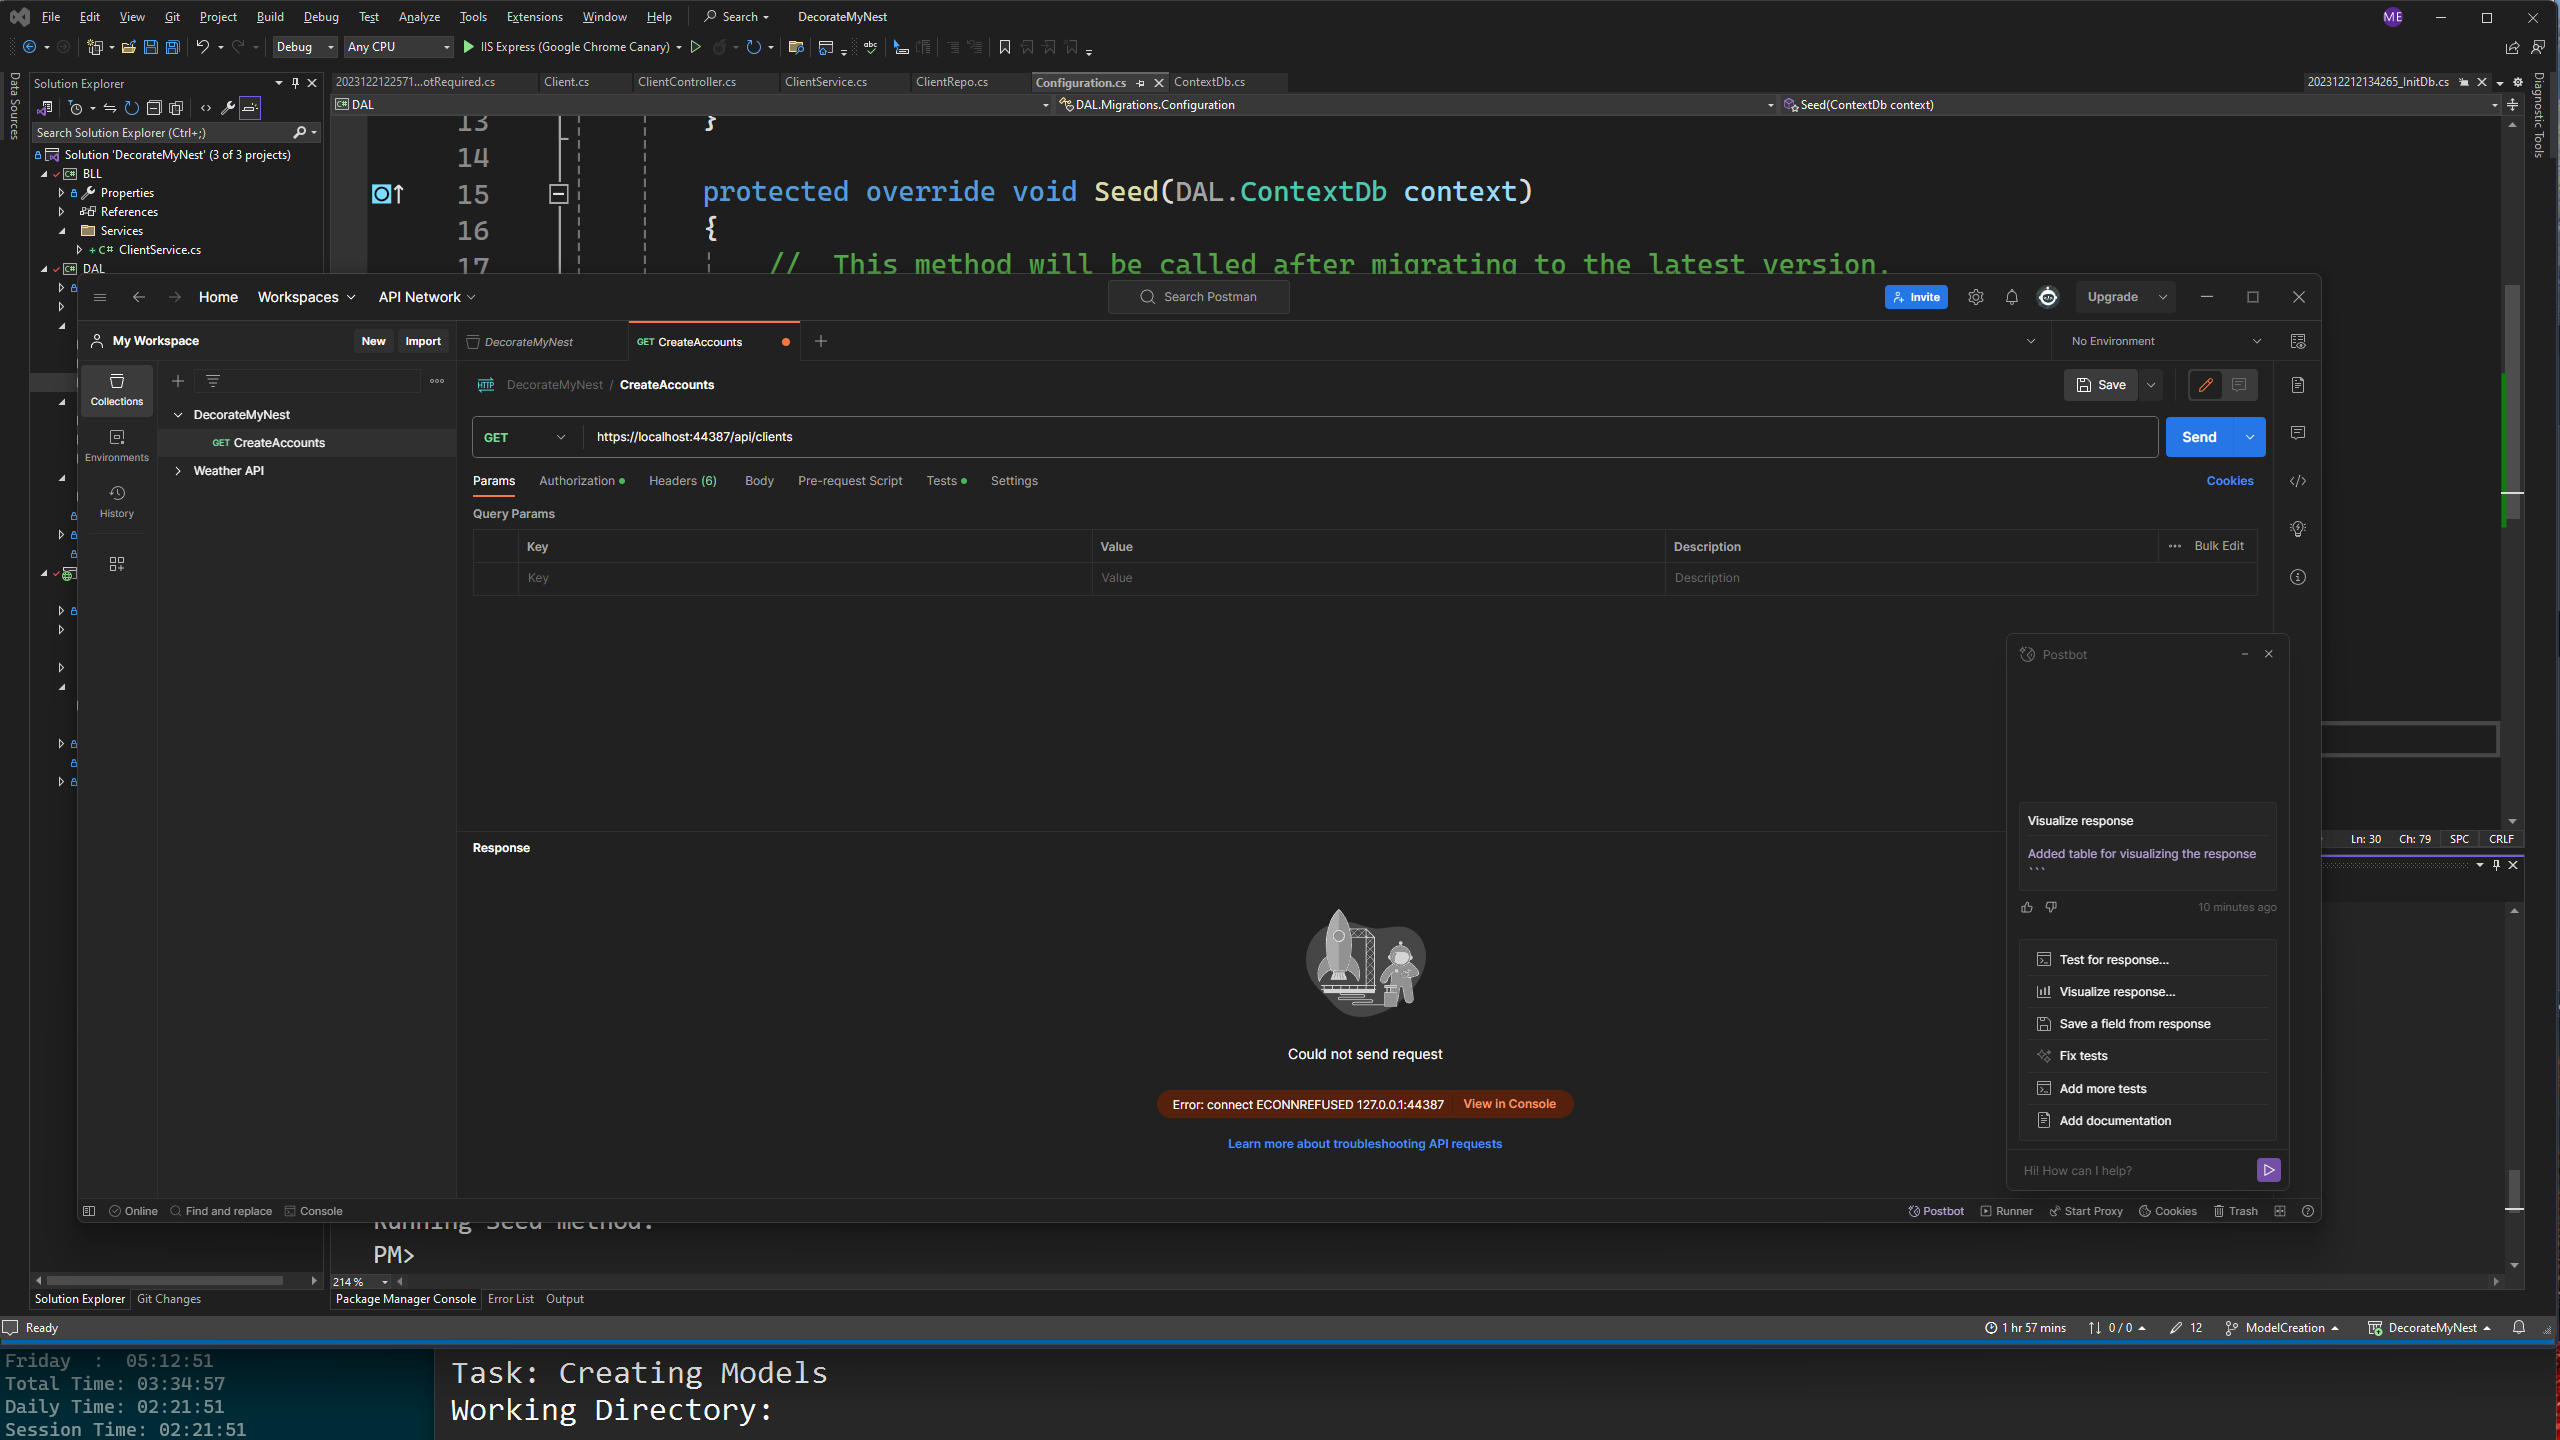 File Edit View Git Project Build Debug Test Analyze Tools Extensions Window Help Search DecorateMyNest ME
Debug Any CPU IIS Express (Google Chrome Canary)
Data Sources
Solution Explorer
Search Solution Explorer (Ctrl+;)
Solution 'DecorateMyNest' (3 of 3 projects)
BLL
Properties
References
Services
ClientService.cs
DAL
2023122122571...otRequired.cs Client.cs ClientController.cs ClientService.cs ClientRepo.cs Configuration.cs ContextDb.cs 202312212134265_InitDb.cs
DAL DAL.Migrations.Configuration Seed(ContextDb context)
Diagnostic Tools
13 }
14
15 protected override void Seed(DAL.ContextDb context)
16 {
17 // This method will be called after migrating to the latest version.
Home Workspaces API Network Search Postman Invite Upgrade
My Workspace New Import DecorateMyNest GET CreateAccounts No Environment
Collections
Environments
History
DecorateMyNest
GET CreateAccounts
Weather API
HTTP DecorateMyNest / CreateAccounts Save
GET https://localhost:44387/api/clients Send
Params Authorization Headers (6) Body Pre-request Script Tests Settings Cookies
Query Params
Key Value Description Bulk Edit
Key Value Description
Response
Could not send request
Error: connect ECONNREFUSED 127.0.0.1:44387 View in Console
Learn more about troubleshooting API requests
Postbot
Visualize response
Added table for visualizing the response
```
10 minutes ago
Test for response...
Visualize response...
Save a field from response
Fix tests
Add more tests
Add documentation
Hi! How can I help?
Online Find and replace Console Postbot Runner Start Proxy Cookies Trash
Ln: 30 Ch: 79 SPC CRLF
Running Seed method.
PM>
214 %
Solution Explorer Git Changes Package Manager Console Error List Output
Ready 1 hr 57 mins 0 / 0 12 ModelCreation DecorateMyNest
Friday : 05:12:51
Total Time: 03:34:57
Daily Time: 02:21:51
Session Time: 02:21:51
Task: Creating Models
Working Directory: